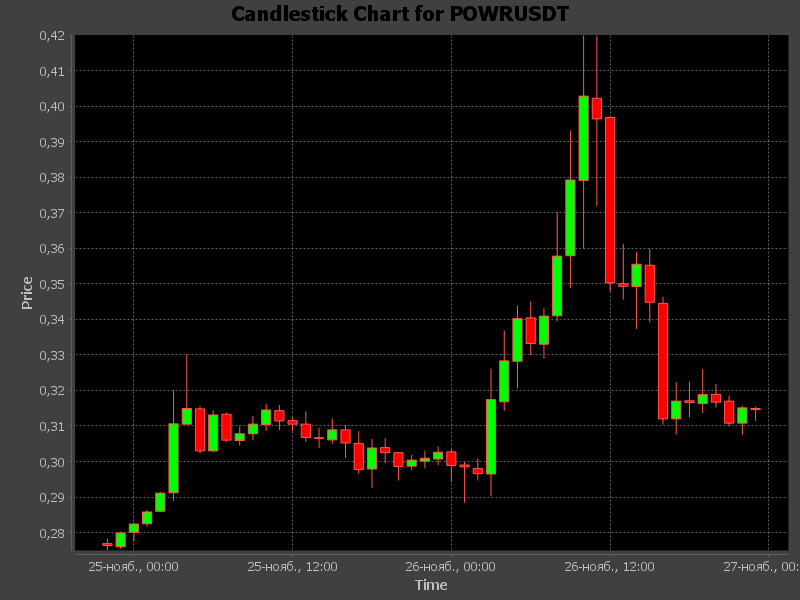 Candlestick Chart for POWRUSDT
0,42
0,41
0,40
0,39
0,38
0,37
0,36
0,35
0,34
0,33
0,32
0,31
0,30
0,29
0,28
Price
25-нояб., 00:00
25-нояб., 12:00
26-нояб., 00:00
26-нояб., 12:00
27-нояб., 00:
Time